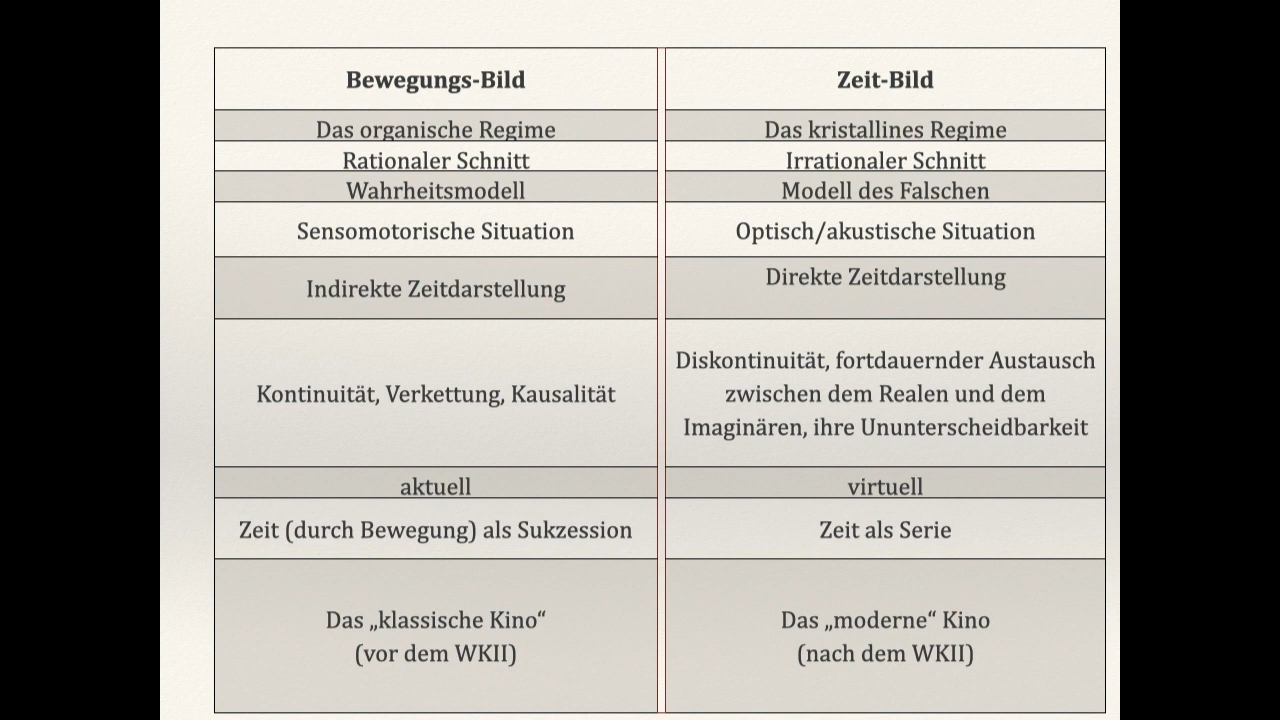 Bewegungs-Bild
Zeit-Bild
Das organische Regime
Das kristallines Regime
Rationaler Schnitt
Irrationaler Schnitt
Wahrheitsmodell
Modell des Falschen
Sensomotorische Situation
Optisch/akustische Situation
Indirekte Zeitdarstellung
Direkte Zeitdarstellung
Kontinuität, Verkettung, Kausalität
Diskontinuität, fortdauernder Austausch
zwischen dem Realen und dem
Imaginären, ihre Ununterscheidbarkeit
aktuell
virtuell
Zeit (durch Bewegung) als Sukzession
Zeit als Serie
Das „klassische Kino“
(vor dem WKII)
Das „moderne“ Kino
(nach dem WKII)